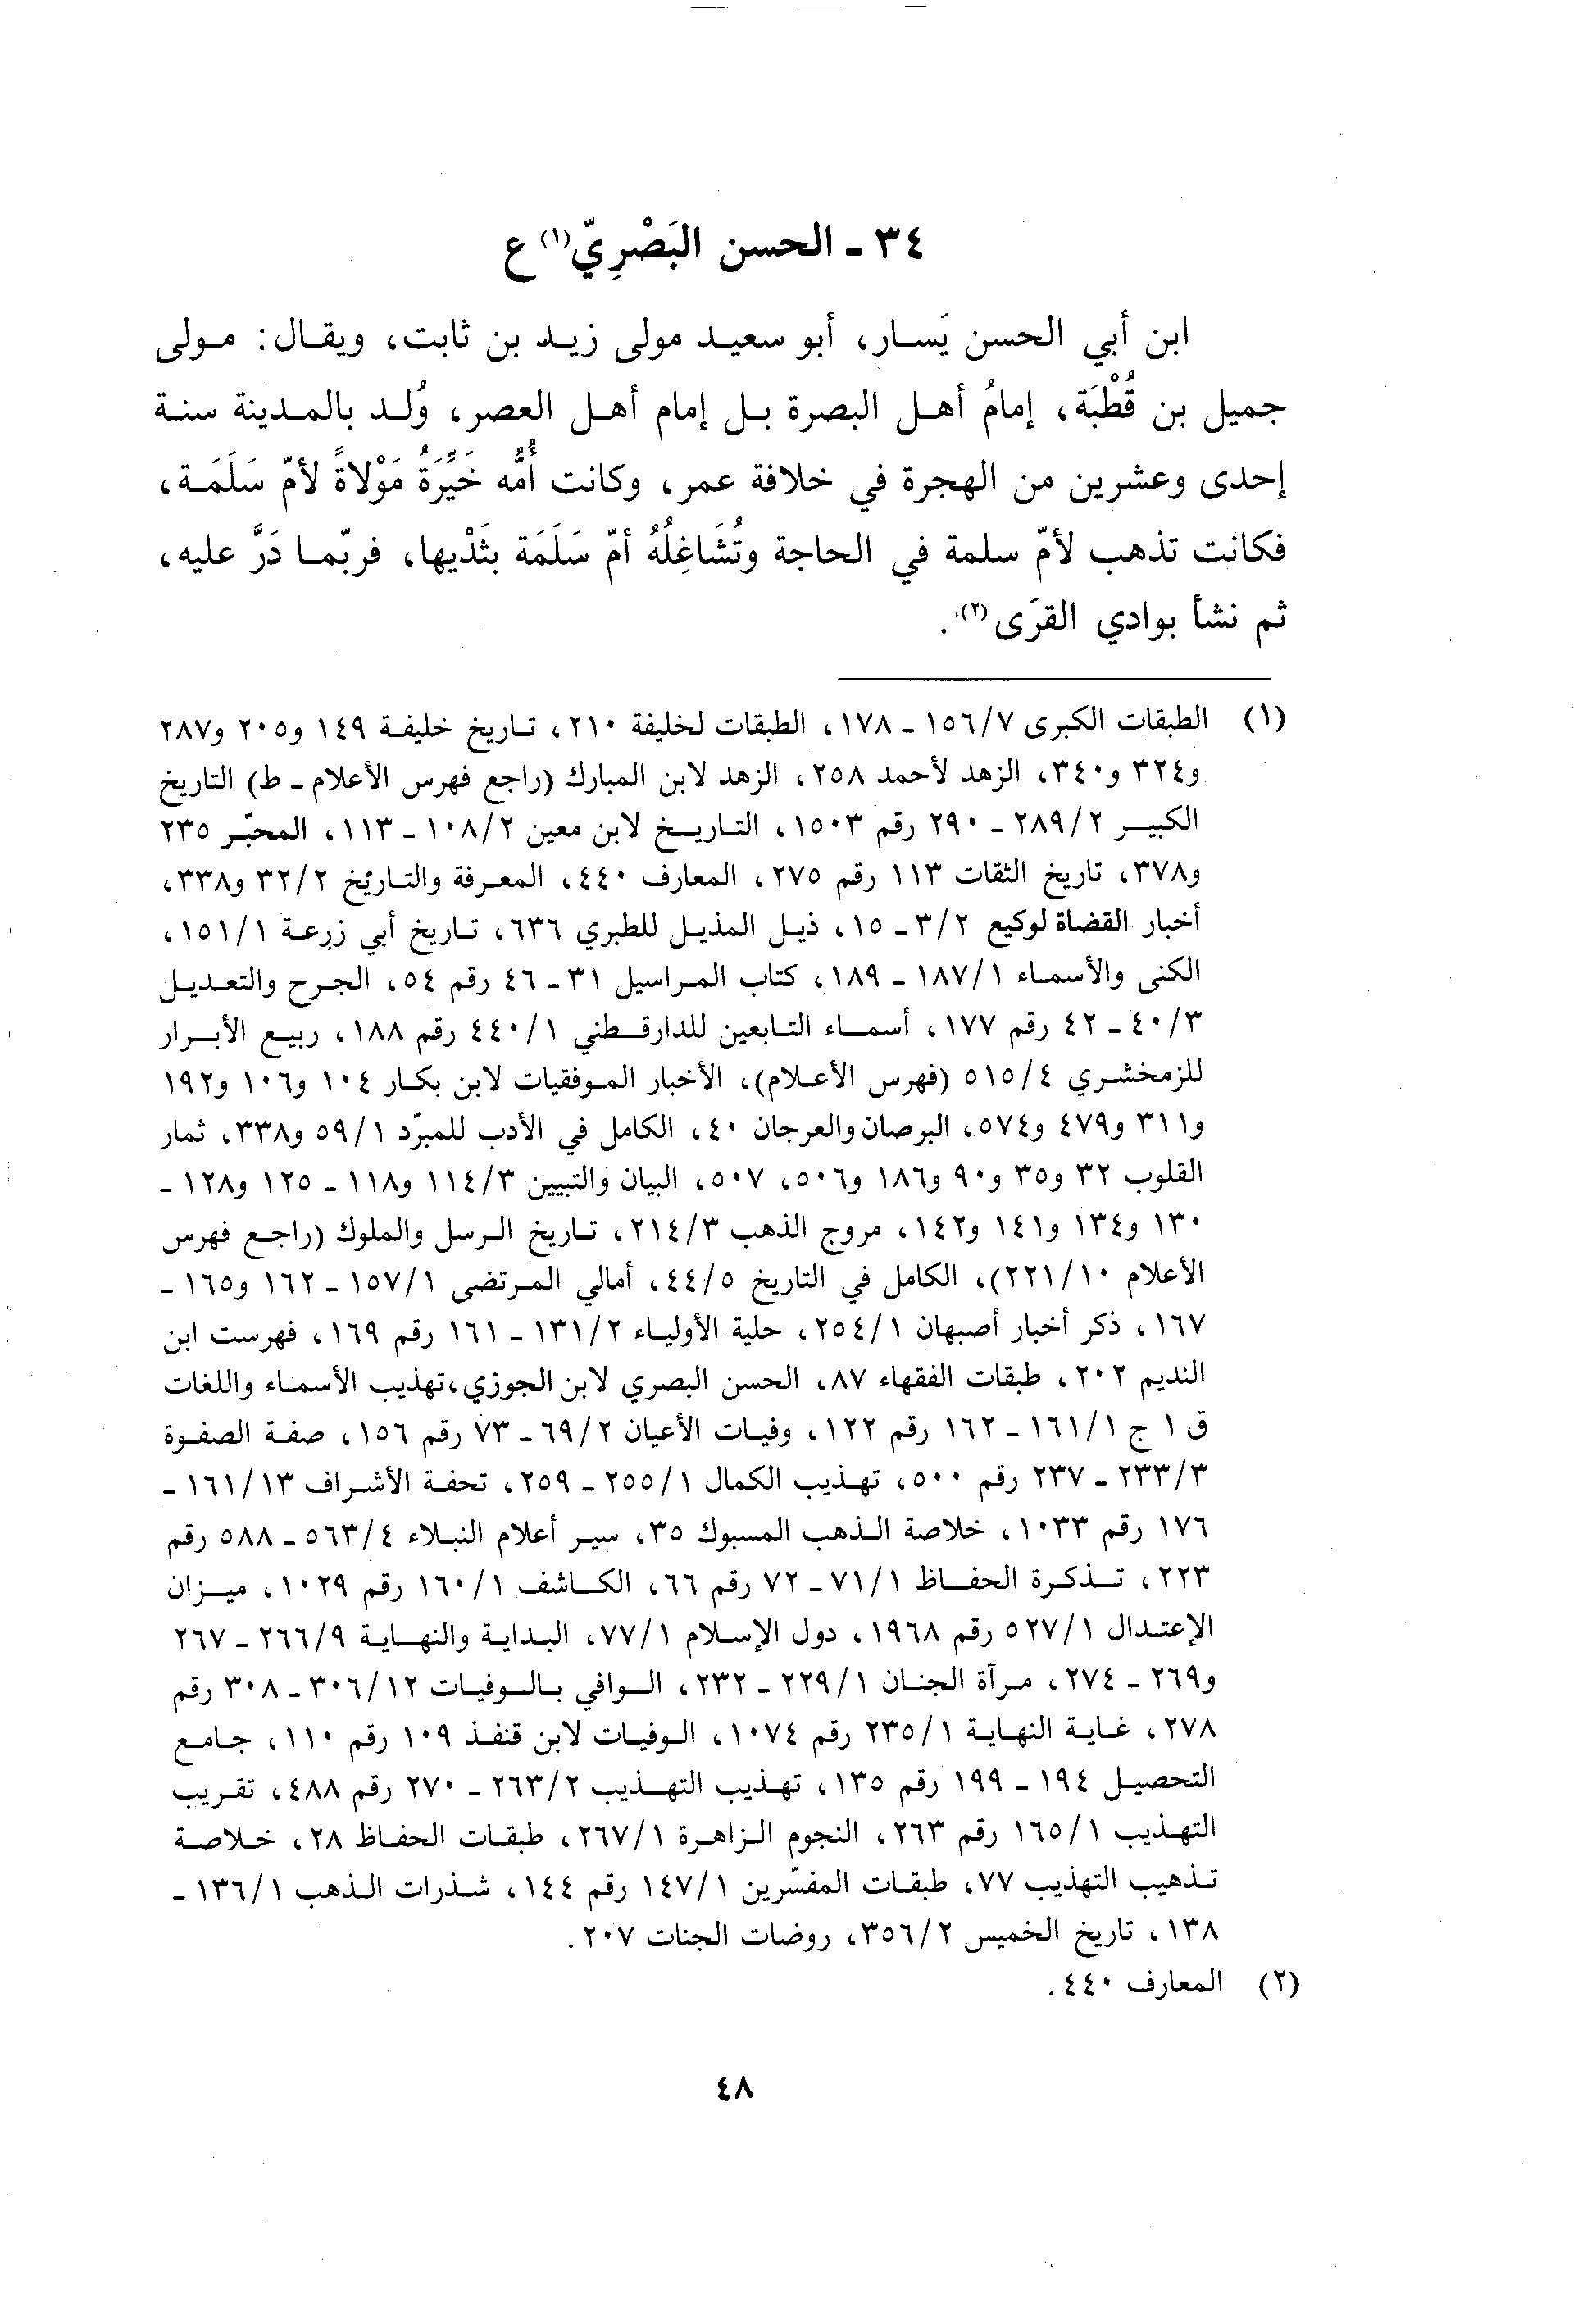 ٣٤ ـ الحسن البَصْرِيّ(١) ع
ابن أبي الحسن يَسار، أبو سعيد مولى زيد بن ثابت، ويقال: مولى
جميل بن قُطْبَة، إمامُ أهل البصرة بل إمام أهل العصر، وُلد بالمدينة سنة
إحدى وعشرين من الهجرة في خلافة عمر، وكانت أُمُّه خَيِّرَةُ مَوْلاةً لأمّ سَلَمَة،
فكانت تذهب لأمّ سلمة في الحاجة وتُشَاغِلُهُ أمّ سَلَمَة بثَدْيها، فربّما دَرَّ عليه،
ثم نشأ بوادي القرَى(٢).
(١) الطبقات الكبرى ١٥٦/٧ ـ ١٧٨، الطبقات لخليفة ٢١٠، تاريخ خليفة ١٤٩ و٢٠٥ و٢٨٧
و٣٢٤ و٣٤٠، الزهد لأحمد ٢٥٨، الزهد لابن المبارك (راجع فهرس الأعلام ـ ط) التاريخ
الكبير ٢٨٩/٢ ـ ٢٩٠ رقم ١٥٠٣، التاريخ لابن معين ١٠٨/٢ ـ ١١٣، المحبّر ٢٣٥
و٣٧٨، تاريخ الثقات ١١٣ رقم ٢٧٥، المعارف ٤٤٠، المعرفة والتاريخ ٣٢/٢ و٣٣٨،
أخبار القضاة لوكيع ٣/٢ ـ ١٥، ذيل المذيل للطبري ٦٣٦، تاريخ أبي زرعة ١٥١/١،
الكنى والأسماء ١٨٧/١ ـ ١٨٩، كتاب المراسيل ٣١ ـ ٤٦ رقم ٥٤، الجرح والتعديل
٤٠/٣ ـ ٤٢ رقم ١٧٧، أسماء التابعين للدارقطني ٤٤٠/١ رقم ١٨٨، ربيع الأبرار
للزمخشري ٥١٥/٤ (فهرس الأعلام)، الأخبار الموفقيات لابن بكار ١٠٤ و١٠٦ و١٩٢
و٣١١ و٤٧٩ و٥٧٤، البرصان والعرجان ٤٠، الكامل في الأدب للمبرّد ٥٩/١ و٣٣٨، ثمار
القلوب ٣٢ و٣٥ و٩٠ و١٨٦ و٥٠٦، ٥٠٧، البيان والتبيين ١١٤/٣ و١١٨ ـ ١٢٥ و١٢٨ ـ
١٣٠ و١٣٤ و١٤١ و١٤٢، مروج الذهب ٢١٤/٣، تاريخ الرسل والملوك (راجع فهرس
الأعلام ٢٢١/١٠)، الكامل في التاريخ ٤٤/٥، أمالي المرتضى ١٥٧/١ ـ ١٦٢ و١٦٥ ـ
١٦٧، ذكر أخبار أصبهان ٢٥٤/١، حلية الأولياء ١٣١/٢ ـ ١٦١ رقم ١٦٩، فهرست ابن
النديم ٢٠٢، طبقات الفقهاء ٨٧، الحسن البصري لابن الجوزي، تهذيب الأسماء واللغات
ق ١ ج ١٦١/١ ـ ١٦٢ رقم ١٢٢، وفيات الأعيان ٦٩/٢ ـ ٧٣ رقم ١٥٦، صفة الصفوة
٢٣٣/٣ ـ ٢٣٧ رقم ٥٠٠، تهذيب الكمال ٢٥٥/١ ـ ٢٥٩، تحفة الأشراف ١٦١/١٣ ـ
١٧٦ رقم ١٠٣٣، خلاصة الذهب المسبوك ٣٥، سير أعلام النبلاء ٥٦٣/٤ ـ ٥٨٨ رقم
٢٢٣، تذكرة الحفاظ ٧١/١ ـ ٧٢ رقم ٦٦، الكاشف ١٦٠/١ رقم ١٠٢٩، ميزان
الإعتدال ٥٢٧/١ رقم ١٩٦٨، دول الإسلام ٧٧/١، البداية والنهاية ٢٦٦/٩ ـ ٢٦٧
و٢٦٩ ـ ٢٧٤، مرآة الجنان ٢٢٩/١ ـ ٢٣٢، الوافي بالوفيات ٣٠٦/١٢ ـ ٣٠٨ رقم
٢٧٨، غاية النهاية ٢٣٥/١ رقم ١٠٧٤، الوفيات لابن قنفذ ١٠٩ رقم ١١٠، جامع
التحصيل ١٩٤ ـ ١٩٩ رقم ١٣٥، تهذيب التهذيب ٢٦٣/٢ ـ ٢٧٠ رقم ٤٨٨، تقريب
التهذيب ١٦٥/١ رقم ٢٦٣، النجوم الزاهرة ٢٦٧/١، طبقات الحفاظ ٢٨، خلاصة
تذهيب التهذيب ٧٧، طبقات المفسّرين ١٤٧/١ رقم ١٤٤، شذرات الذهب ١٣٦/١ ـ
١٣٨، تاريخ الخميس ٣٥٦/٢، روضات الجنات ٢٠٧.
(٢) المعارف ٤٤٠.
٤٨